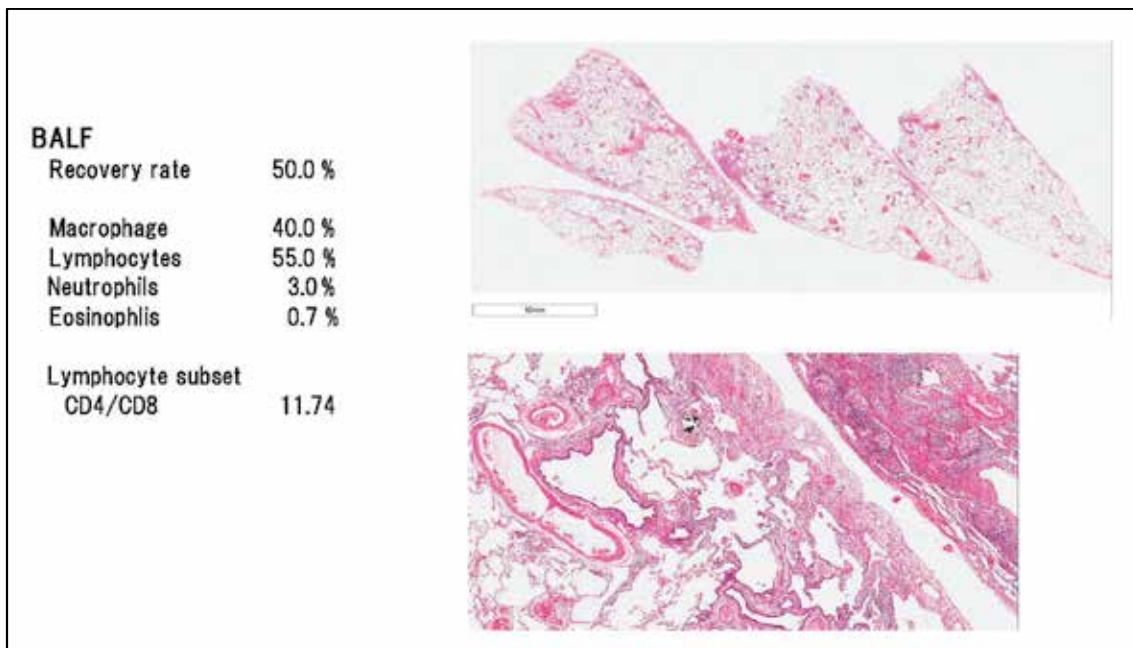 BALF
Recovery rate 50.0 %
Macrophage 40.0 %
Lymphocytes 55.0 %
Neutrophils 3.0 %
Eosinophlis 0.7 %
Lymphocyte subset
CD4/CD8 11.74